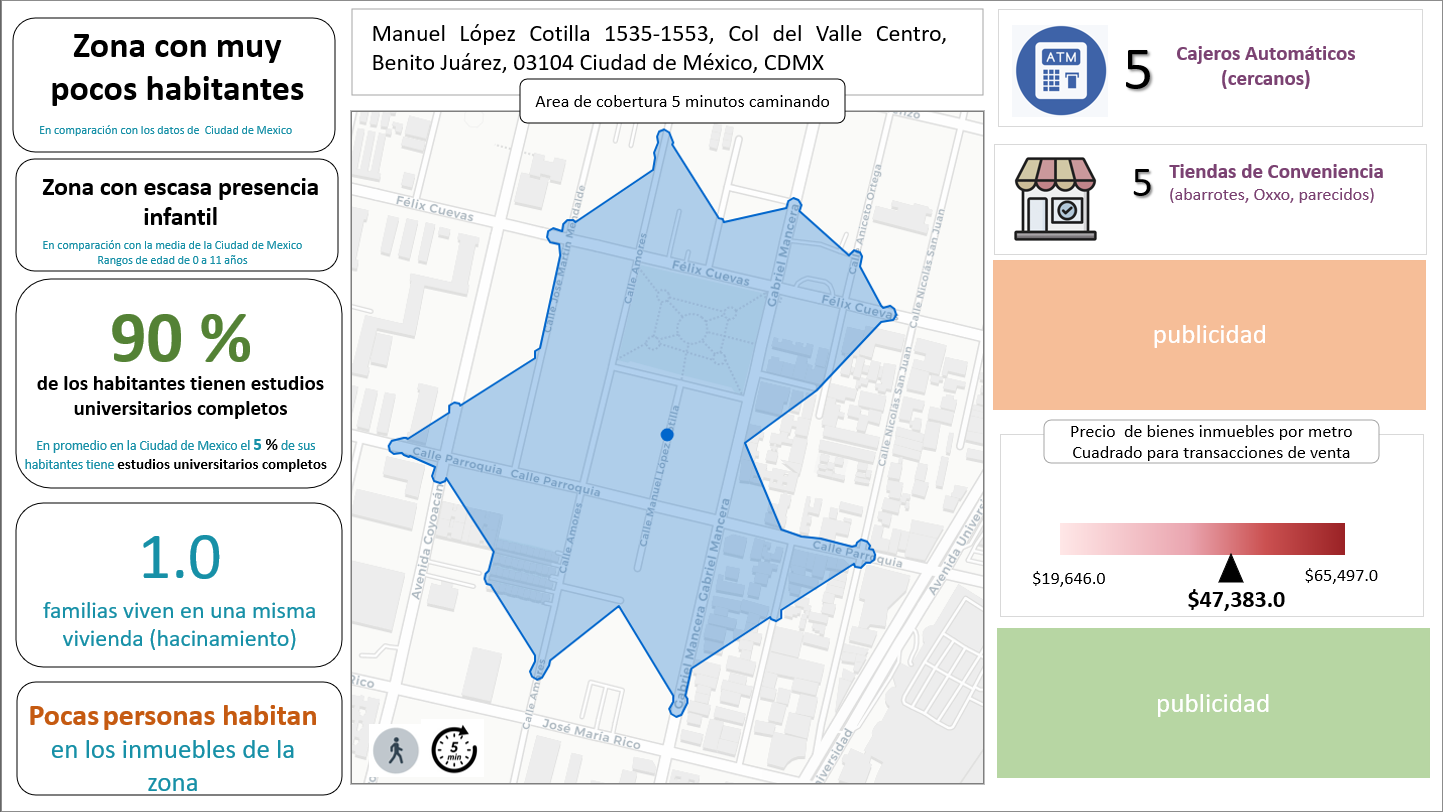 Zona con muy
pocos habitantes
En comparación con los datos de Ciudad de Mexico
Zona con escasa presencia
infantil
En comparación con la media de la Ciudad de Mexico
Rangos de edad de 0 a 11 años
90 %
de los habitantes tienen estudios
universitarios completos
En promedio en la Ciudad de Mexico el 5 % de sus
habitantes tiene estudios universitarios completos
1.0
familias viven en una misma
vivienda (hacinamiento)
Pocas personas habitan
en los inmuebles de la
zona
Manuel López Cotilla 1535-1553, Col del Valle Centro,
Benito Juárez, 03104 Ciudad de México, CDMX
Area de cobertura 5 minutos caminando
Félix Cuevas
Calle Amores
Félix Cuevas
Gabriel Mancera
Calle Aniceto Ortega
Calle Nicolás San Juan
Félix Cuevas
Calle Nicolás San Juan
Calle Nicolás San Juan
Calle Parroquia
Calle Parroquia
Calle Manuel López Cotilla
Avenida Coyoacán
Calle Amores
Gabriel Mancera
Gabriel Mancera
Calle Parroquia
Calle Amores
Gabriel Mancera
José María Rico
Rico
5
min
ATM
5
Cajeros Automáticos
(cercanos)
5
Tiendas de Conveniencia
(abarrotes, Oxxo, parecidos)
publicidad
Precio de bienes inmuebles por metro
Cuadrado para transacciones de venta
$19,646.0
$65,497.0
$47,383.0
publicidad